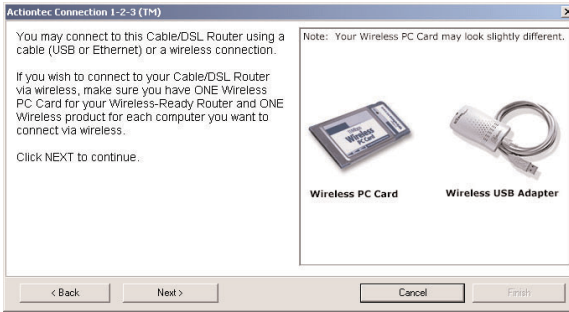 Actiontec Connection 1-2-3 (TM)
You may connect to this Cable/DSL Router using a
cable (USB or Ethernet) or a wireless connection.
If you wish to connect to your Cable/DSL Router
via wireless, make sure you have ONE Wireless
PC Card for your Wireless-Ready Router and ONE
Wireless product for each computer you want to
connect via wireless.
Click NEXT to continue.
Note: Your Wireless PC Card may look slightly different.
Wireless
PC Card
Wireless PC Card
Wireless USB Adapter
< Back
Next >
Cancel
Finish